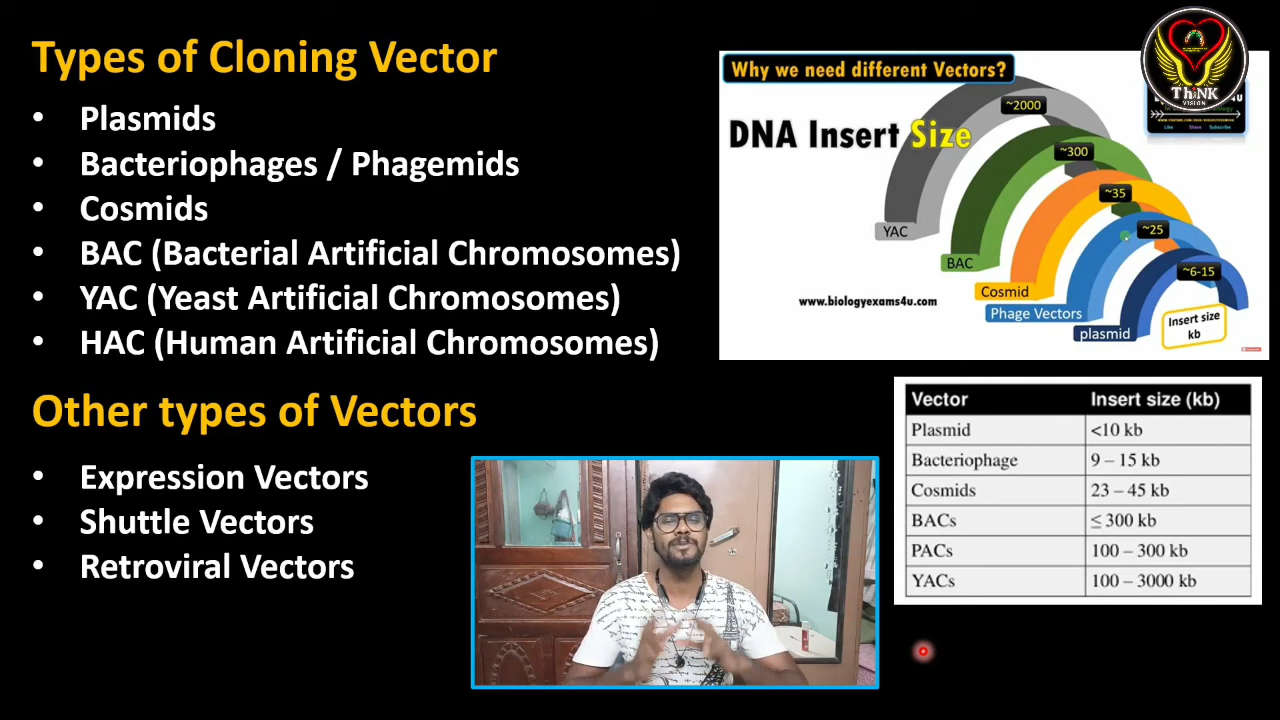 Types of Cloning Vector
• Plasmids
• Bacteriophages / Phagemids
• Cosmids
• BAC (Bacterial Artificial Chromosomes)
• YAC (Yeast Artificial Chromosomes)
• HAC (Human Artificial Chromosomes)
Other types of Vectors
• Expression Vectors
• Shuttle Vectors
• Retroviral Vectors
Why we need different Vectors?
DNA Insert Size
~2000
~300
~35
~25
~6-15
YAC
BAC
Cosmid
Phage Vectors
plasmid
www.biologyexams4u.com
Insert size
kb
ThiNK
VISION
Like Share Subscribe
Vector Insert size (kb)
Plasmid <10 kb
Bacteriophage 9 – 15 kb
Cosmids 23 – 45 kb
BACs ≤ 300 kb
PACs 100 – 300 kb
YACs 100 – 3000 kb